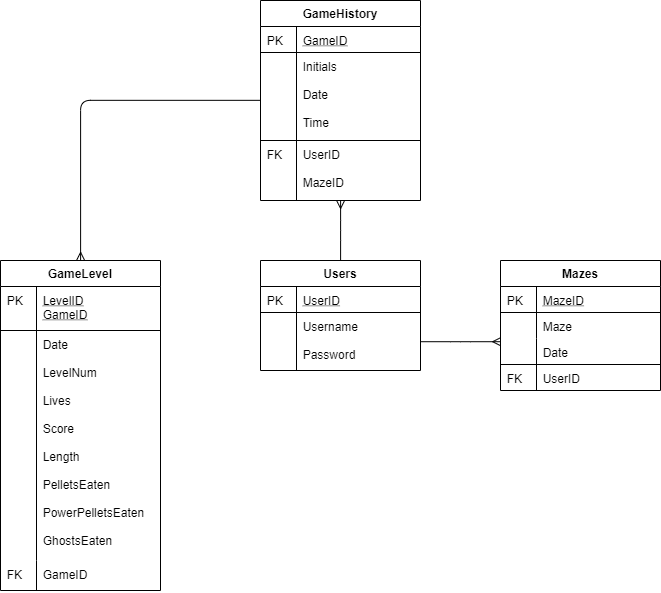 GameHistory
PK GameID
Initials
Date
Time
FK UserID
MazeID
GameLevel
PK LevelID
GameID
Date
LevelNum
Lives
Score
Length
PelletsEaten
PowerPelletsEaten
GhostsEaten
FK GameID
Users
PK UserID
Username
Password
Mazes
PK MazeID
Maze
Date
FK UserID